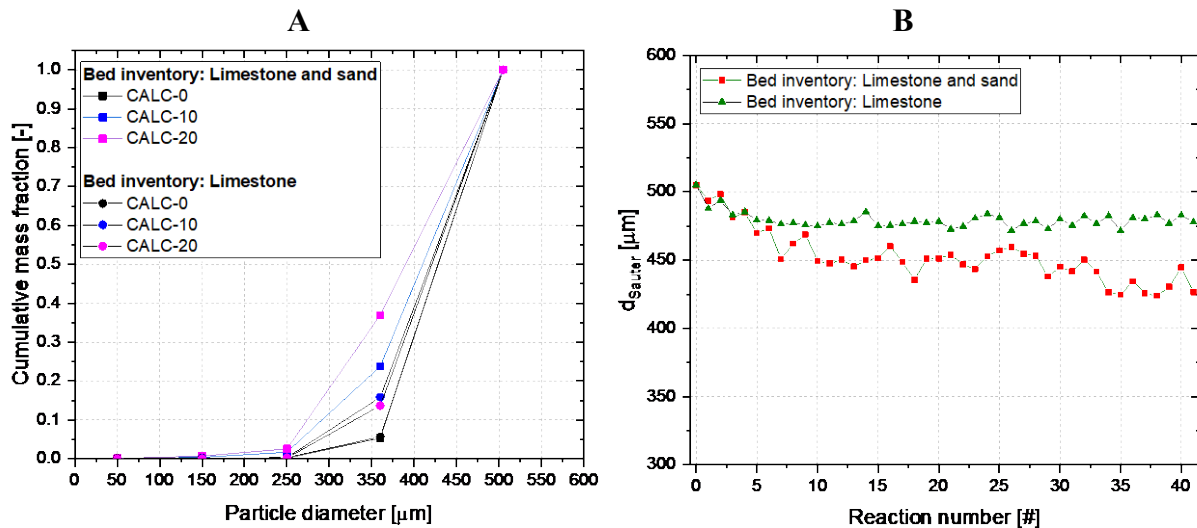 A
Cumulative mass fraction [-]
1.0
0.9
0.8
0.7
0.6
0.5
0.4
0.3
0.2
0.1
0.0
Bed inventory: Limestone and sand
CALC-0
CALC-10
CALC-20
Bed inventory: Limestone
CALC-0
CALC-10
CALC-20
0 50 100 150 200 250 300 350 400 450 500 550 600
Particle diameter [μm]
B
d_Sauter [μm]
600
550
500
450
400
350
300
Bed inventory: Limestone and sand
Bed inventory: Limestone
0 5 10 15 20 25 30 35 40
Reaction number [#]